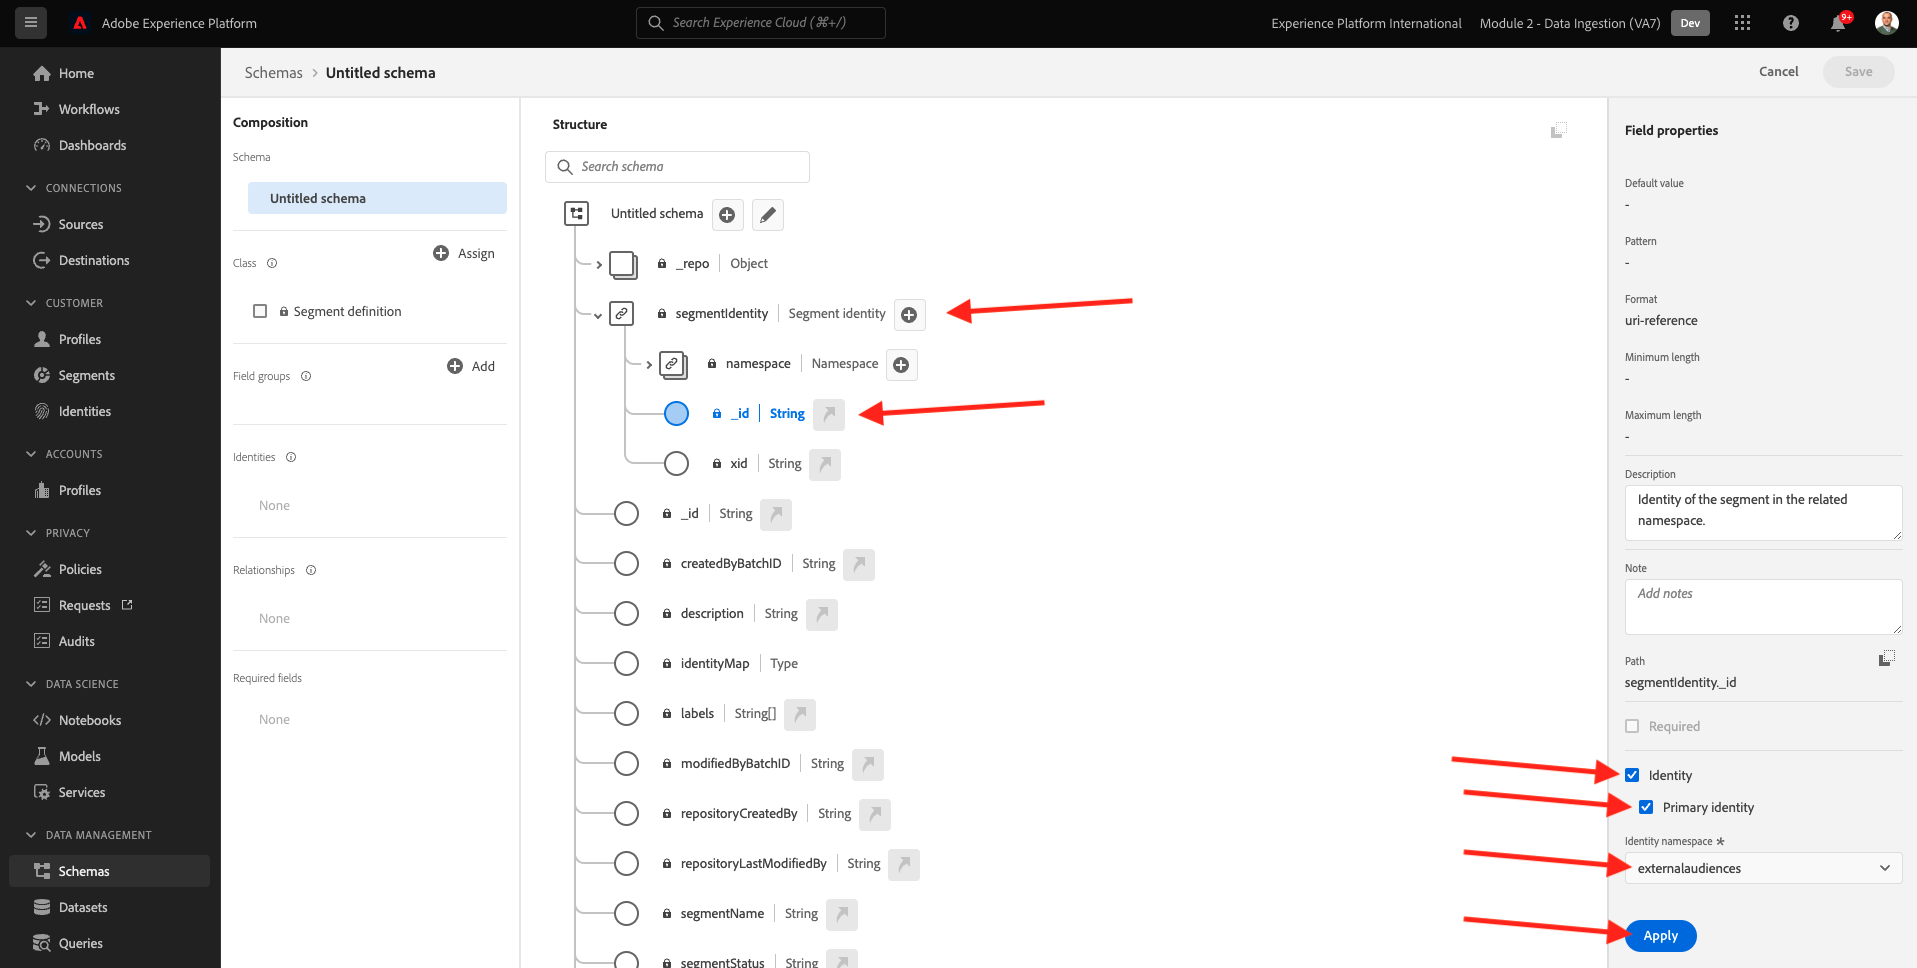 Adobe Experience Platform
Search Experience Cloud (⌘+/)
Experience Platform International
Module 2 - Data Ingestion (VA7)
Dev
9+
Home
Workflows
Dashboards
CONNECTIONS
Sources
Destinations
CUSTOMER
Profiles
Segments
Identities
ACCOUNTS
Profiles
PRIVACY
Policies
Requests
Audits
DATA SCIENCE
Notebooks
Models
Services
DATA MANAGEMENT
Schemas
Datasets
Queries
Schemas > Untitled schema
Cancel
Save
Composition
Schema
Untitled schema
Class
Assign
Segment definition
Field groups
Add
Identities
None
Relationships
None
Required fields
None
Structure
Search schema
Untitled schema
_repo | Object
segmentIdentity | Segment identity
namespace | Namespace
_id | String
xid | String
_id | String
createdByBatchID | String
description | String
identityMap | Type
labels | String[]
modifiedByBatchID | String
repositoryCreatedBy | String
repositoryLastModifiedBy | String
segmentName | String
segmentStatus | String
Field properties
Default value
-
Pattern
-
Format
uri-reference
Minimum length
-
Maximum length
-
Description
Identity of the segment in the related
namespace.
Note
Add notes
Path
segmentIdentity._id
Required
Identity
Primary identity
Identity namespace *
externalaudiences
Apply